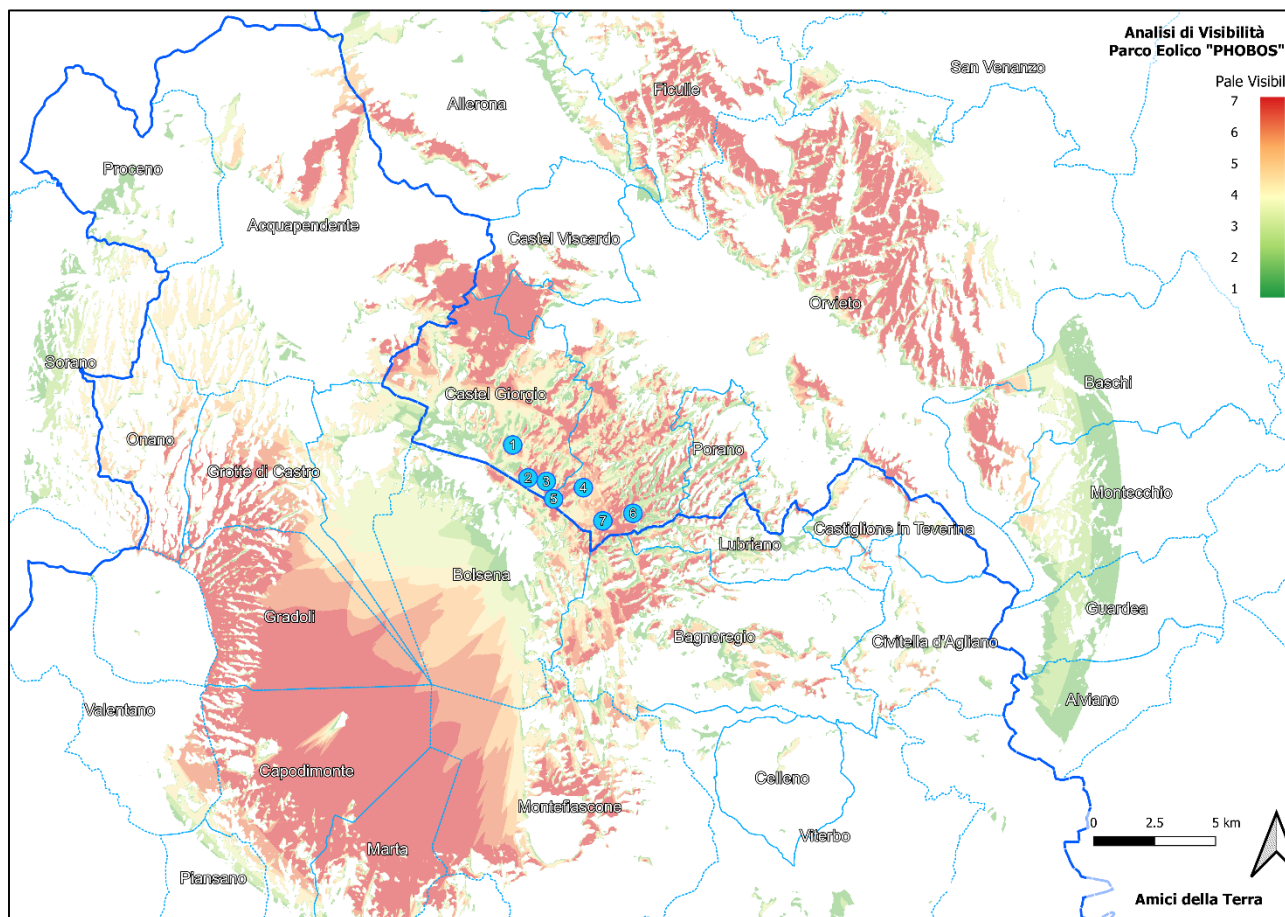 Analisi di Visibilità
Parco Eolico "PHOBOS"
Pale Visibil
7
6
5
4
3
2
1
San Venanzo
Ficulle
Allerona
Proceno
Acquapendente
Castel Viscardo
Orvieto
Sorano
Baschi
Castel Giorgio
Onano
Grotte di Castro
Porano
1
2
3
4
5
6
7
Montecchio
Castiglione in Teverina
Lubriano
Bolsena
Gradoli
Guardea
Bagnoregio
Civitella d'Agliano
Alviano
Valentano
Capodimonte
Celleno
Montefiascone
Viterbo
Marta
Piansano
0 2.5 5 km
Amici della Terra